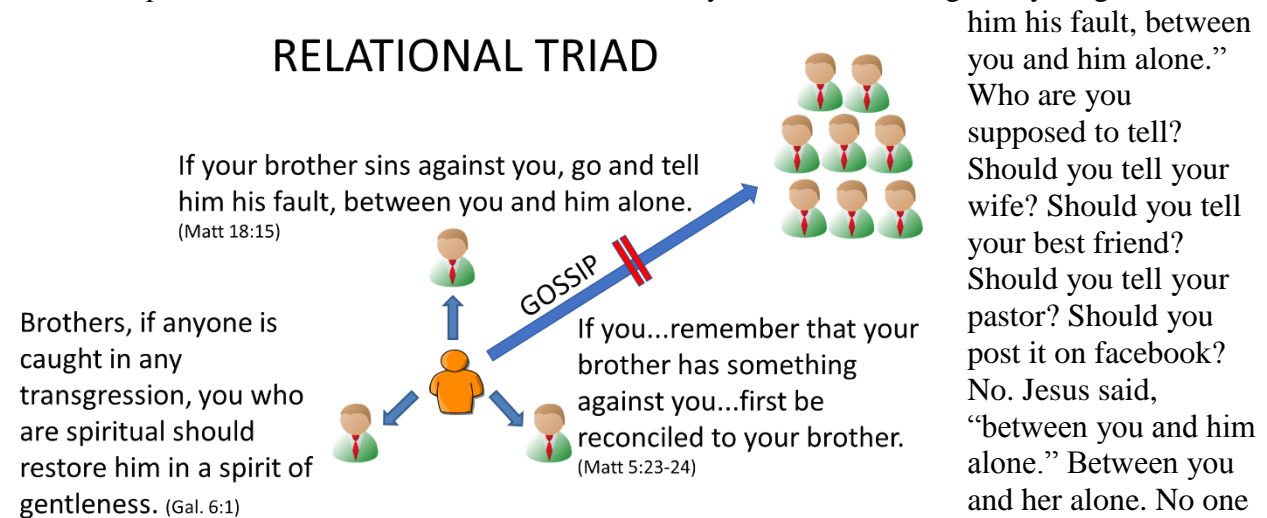 RELATIONAL TRIAD
If your brother sins against you, go and tell
him his fault, between you and him alone.
(Matt 18:15)
GOSSIP
Brothers, if anyone is
caught in any
transgression, you who
are spiritual should
restore him in a spirit of
gentleness. (Gal. 6:1)
If you...remember that your
brother has something
against you...first be
reconciled to your brother.
(Matt 5:23-24)
him his fault, between
you and him alone.”
Who are you
supposed to tell?
Should you tell your
wife? Should you tell
your best friend?
Should you tell your
pastor? Should you
post it on facebook?
No. Jesus said,
“between you and him
alone.” Between you
and her alone. No one